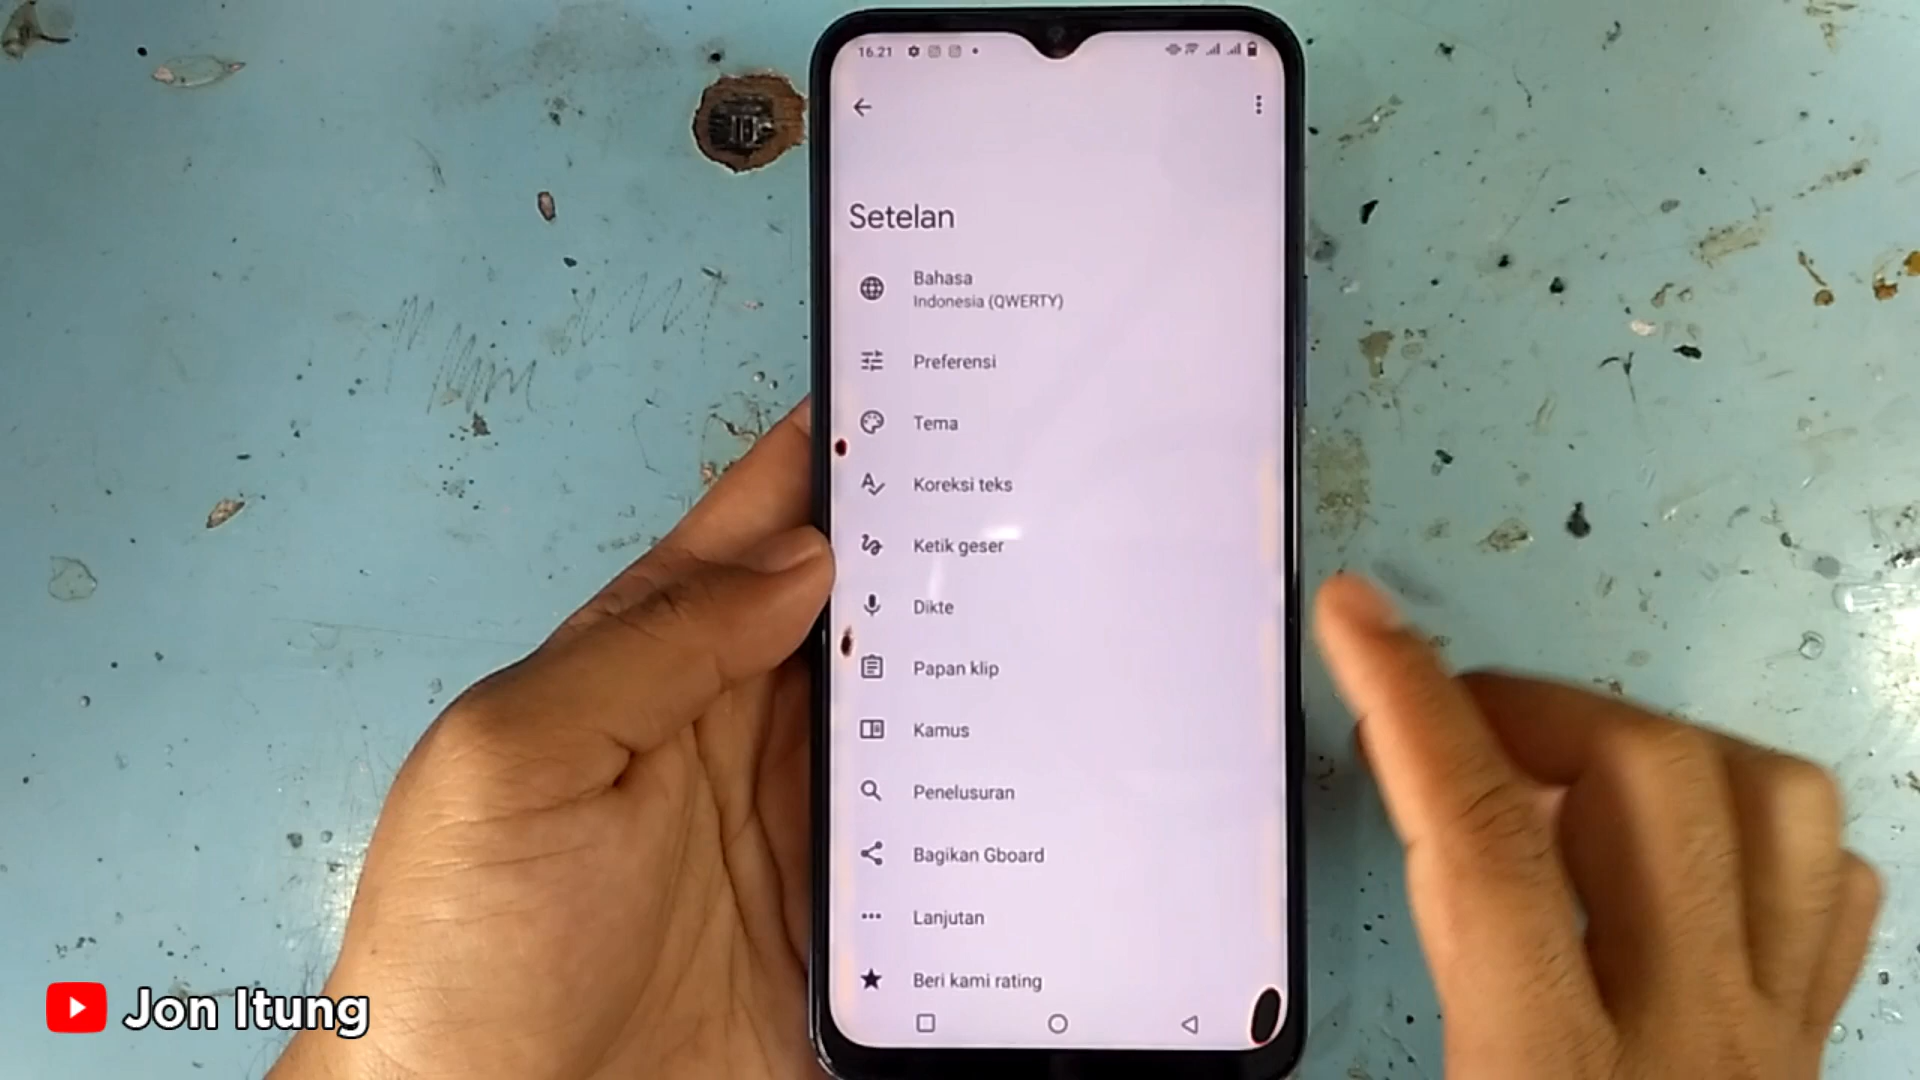 16.21
Setelan
Bahasa
Indonesia (QWERTY)
Preferensi
Tema
Koreksi teks
Ketik geser
Dikte
Papan klip
Kamus
Penelusuran
Bagikan Gboard
Lanjutan
Beri kami rating
Jon Itung